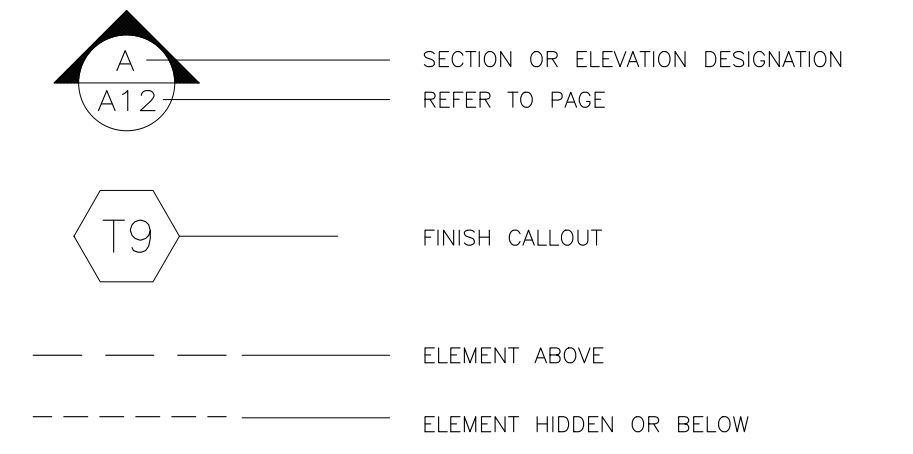 A
SECTION OR ELEVATION DESIGNATION
A12
REFER TO PAGE
T9
FINISH CALLOUT
ELEMENT ABOVE
ELEMENT HIDDEN OR BELOW